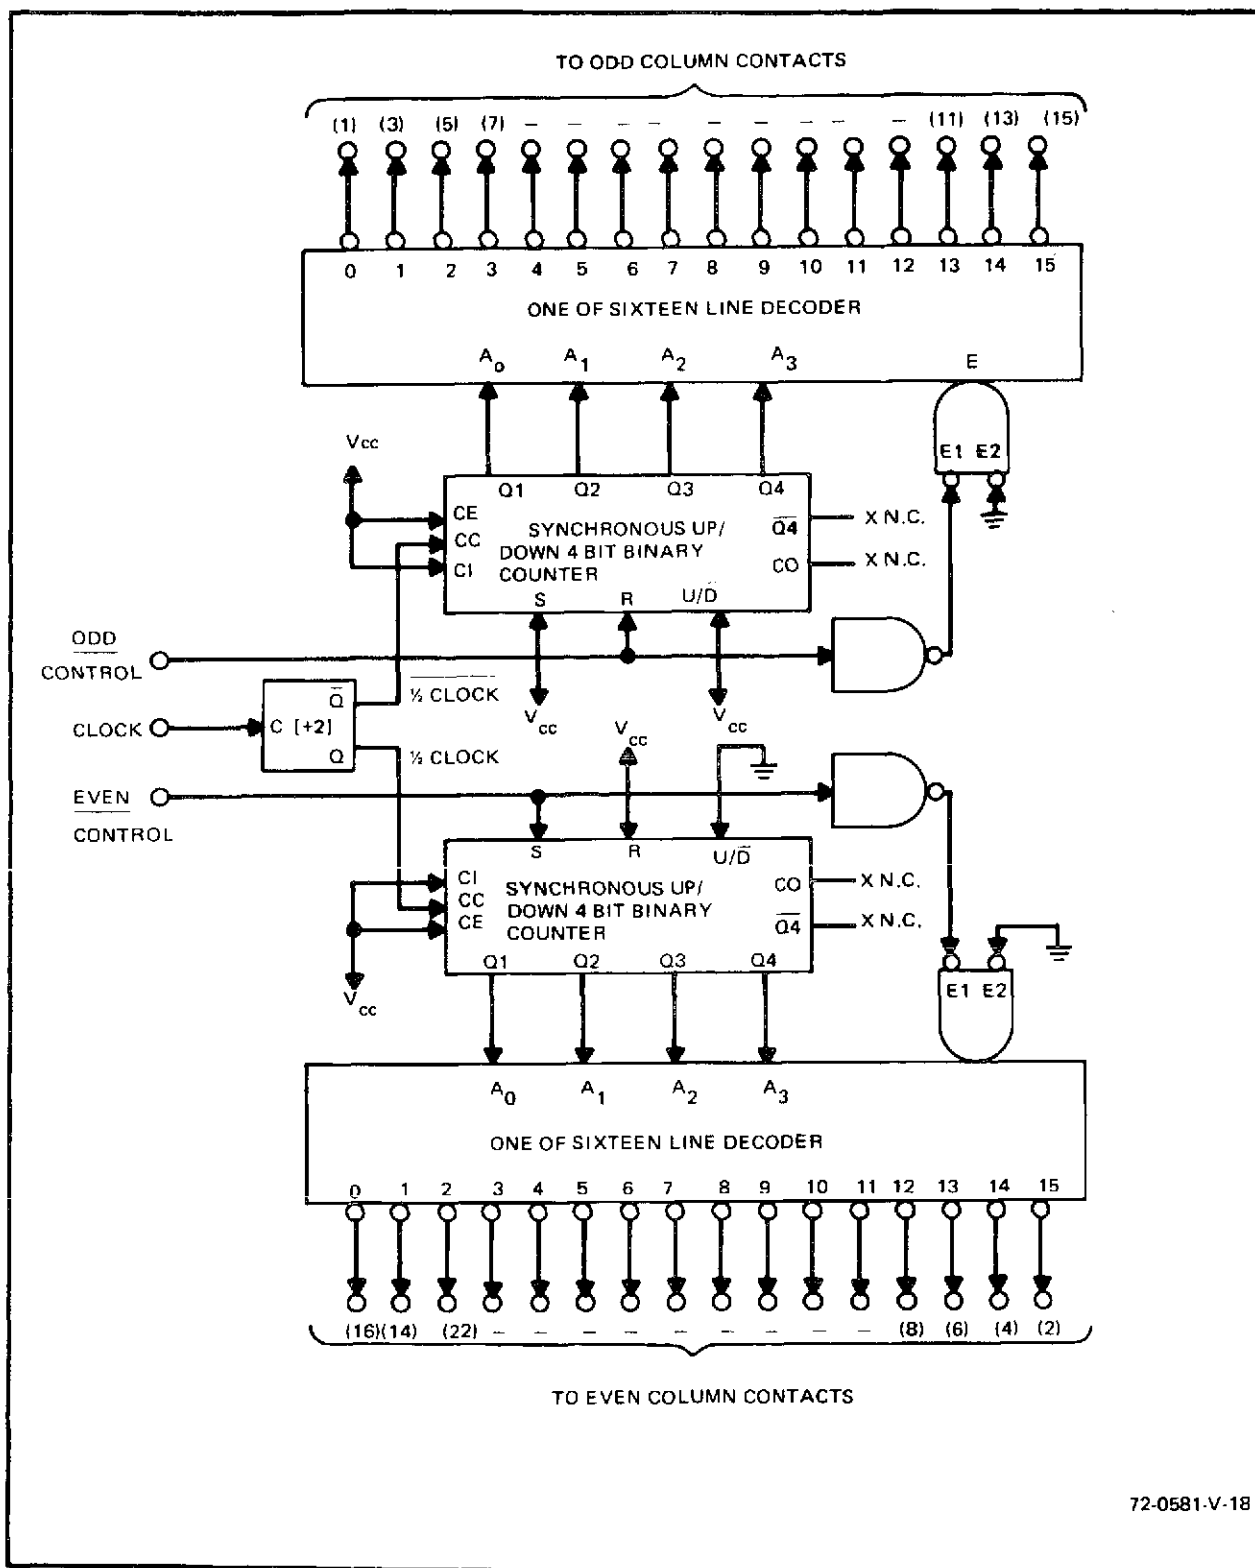 TO ODD COLUMN CONTACTS
(1) (3) (5) (7) – – – – – – – – – (11) (13) (15)
0 1 2 3 4 5 6 7 8 9 10 11 12 13 14 15
ONE OF SIXTEEN LINE DECODER
A₀ A₁ A₂ A₃ E
Vcc
E1 E2
Q1 Q2 Q3 Q4
CE
CC
CI
SYNCHRONOUS UP/
DOWN 4 BIT BINARY
COUNTER
Q̅4̅
CO
X N.C.
X N.C.
S R U/D̅
ODD
CONTROL
½ CLOCK
Vcc Vcc
Q̅
CLOCK
C [+2]
Q
½ CLOCK
Vcc
EVEN
CONTROL
S R U/D̅
CI
CC
CE
SYNCHRONOUS UP/
DOWN 4 BIT BINARY
COUNTER
CO
Q̅4̅
X N.C.
X N.C.
Q1 Q2 Q3 Q4
Vcc
E1 E2
A₀ A₁ A₂ A₃
ONE OF SIXTEEN LINE DECODER
0 1 2 3 4 5 6 7 8 9 10 11 12 13 14 15
(16)(14) (22) – – – – – – – – – (8) (6) (4) (2)
TO EVEN COLUMN CONTACTS
72-0581-V-18